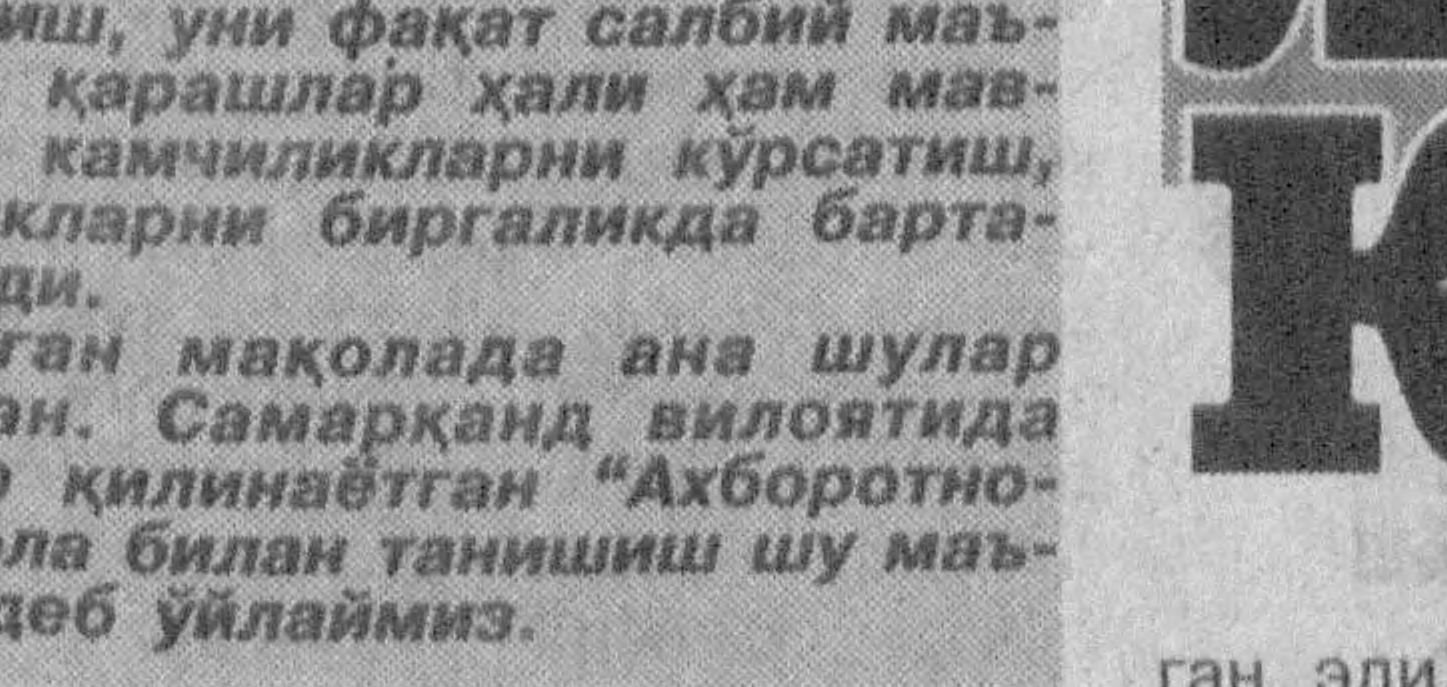 иш, уни фақат салбий маъ-
қарашлар ҳали ҳам мав-
камчиликларни кўрсатиш,
кларни биргаликда барта-
ди.
ган мақолада ана шулар
ан. Самарқанд вилоятида
қилинаётган “Ахборотно-
ла билан танишиш шу маъ-
деб ўйлаймиз.
К
ган эди